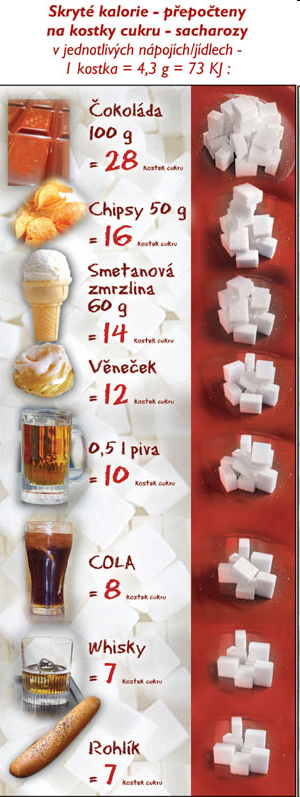 Skryté kalorie - přepočteny
na kostky cukru - sacharozy
v jednotlivých nápojích/jídlech -
1 kostka = 4,3 g = 73 KJ :
Čokoláda
100 g
= 28 kostek cukru
Chipsy 50 g
= 16 kostek cukru
Smetanová
zmrzlina
60 g
= 14 kostek cukru
Věneček
= 12 kostek cukru
0,5 l piva
= 10 kostek cukru
COLA
= 8 kostek cukru
Whisky
= 7 kostek cukru
Rohlík
= 7 kostek cukru